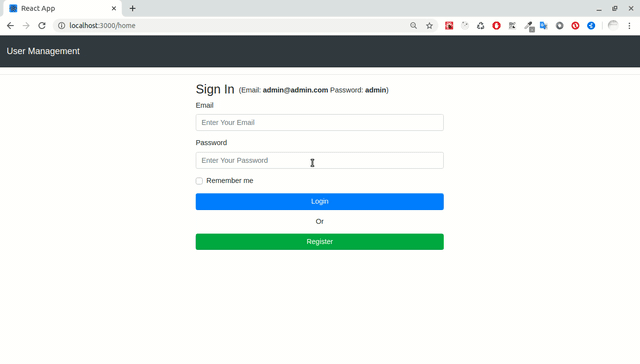 React App
localhost:3000/home
User Management
Sign In (Email: admin@admin.com Password: admin)
Email
Enter Your Email
Password
Enter Your Password
Remember me
Login
Or
Register